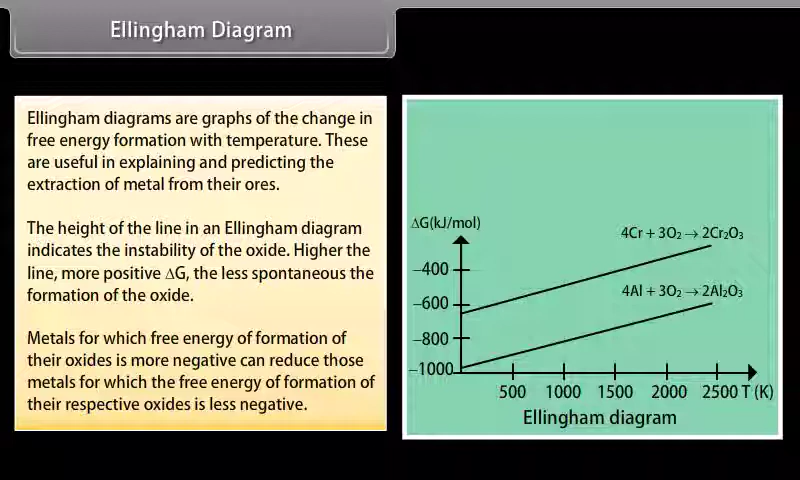 Ellingham Diagram
Ellingham diagrams are graphs of the change in
free energy formation with temperature. These
are useful in explaining and predicting the
extraction of metal from their ores.
The height of the line in an Ellingham diagram
indicates the instability of the oxide. Higher the
line, more positive ΔG, the less spontaneous the
formation of the oxide.
Metals for which free energy of formation of
their oxides is more negative can reduce those
metals for which the free energy of formation of
their respective oxides is less negative.
ΔG(kJ/mol)
4Cr + 3O₂ → 2Cr₂O₃
−400
4Al + 3O₂ → 2Al₂O₃
−600
−800
−1000
500 1000 1500 2000 2500 T (K)
Ellingham diagram